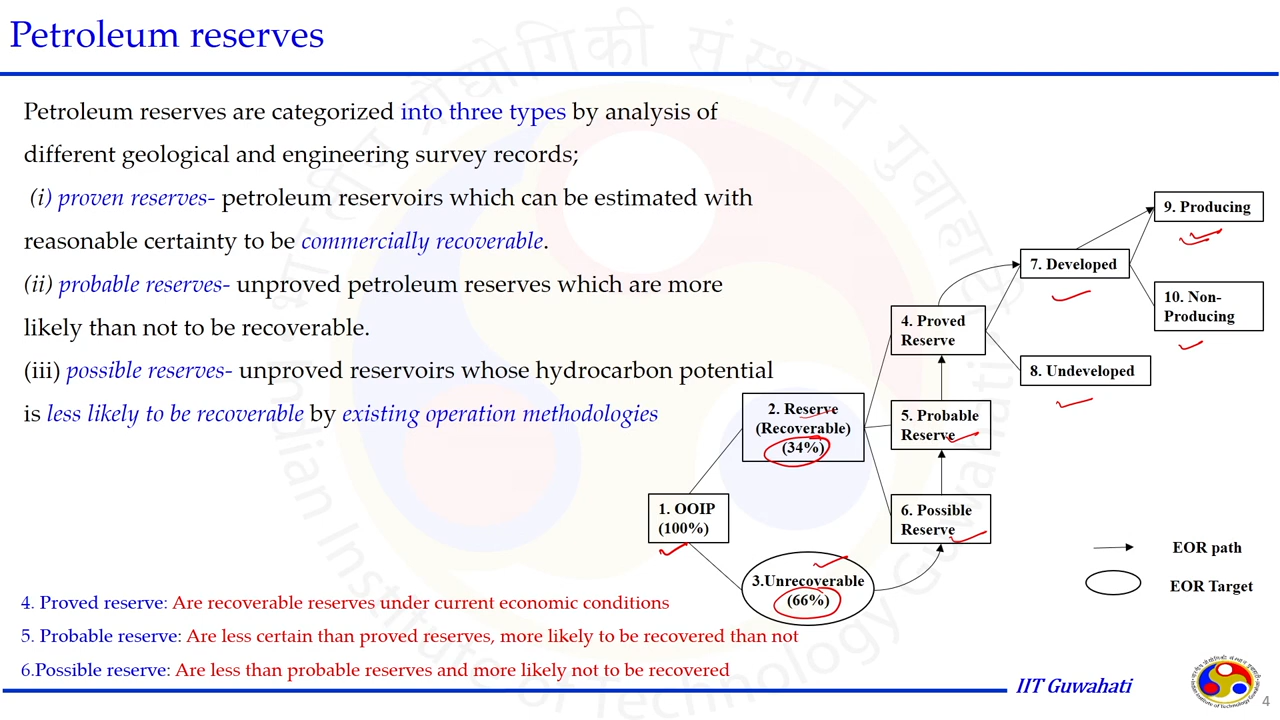 Petroleum reserves
Petroleum reserves are categorized into three types by analysis of
different geological and engineering survey records;
(i) proven reserves- petroleum reservoirs which can be estimated with
reasonable certainty to be commercially recoverable.
(ii) probable reserves- unproved petroleum reserves which are more
likely than not to be recoverable.
(iii) possible reserves- unproved reservoirs whose hydrocarbon potential
is less likely to be recoverable by existing operation methodologies
1. OOIP
(100%)
2. Reserve
(Recoverable)
(34%)
3.Unrecoverable
(66%)
4. Proved
Reserve
5. Probable
Reserve
6. Possible
Reserve
7. Developed
8. Undeveloped
9. Producing
10. Non-
Producing
EOR path
EOR Target
4. Proved reserve: Are recoverable reserves under current economic conditions
5. Probable reserve: Are less certain than proved reserves, more likely to be recovered than not
6.Possible reserve: Are less than probable reserves and more likely not to be recovered
IIT Guwahati
4
Indian Institute of Technology Guwahati